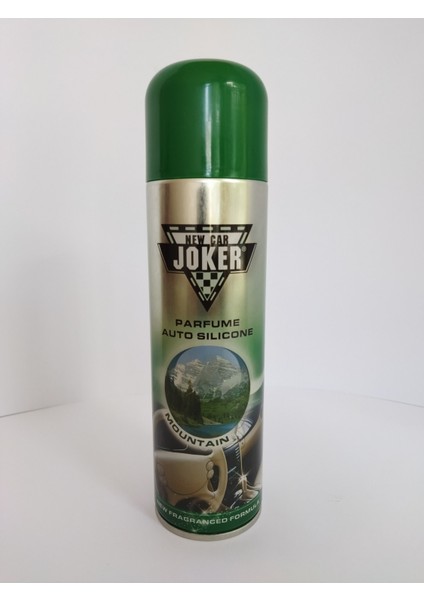 NEW CAR
JOKER®
PARFUME
AUTO SILICONE
MOUNTAIN
NEW FRAGRANCED FORMULA